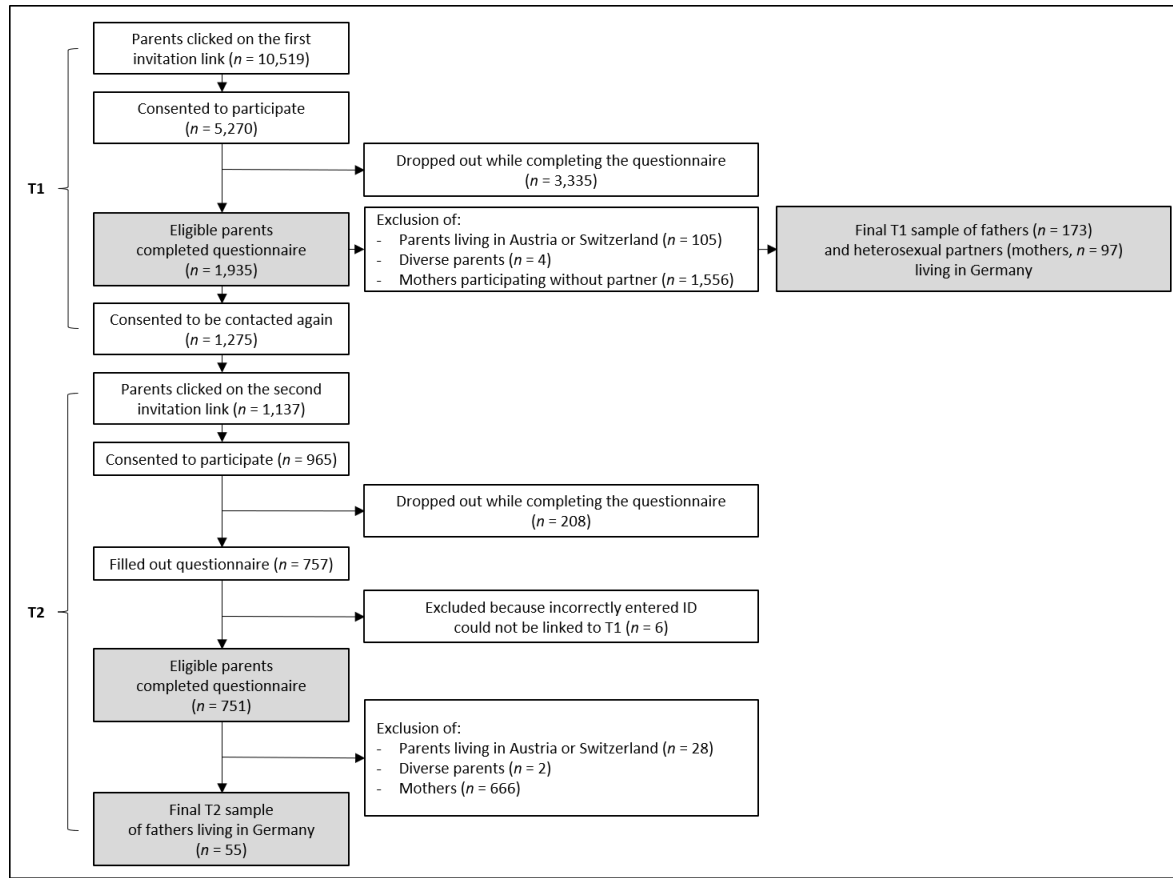 Parents clicked on the first
invitation link (n = 10,519)
Consented to participate
(n = 5,270)
Dropped out while completing the questionnaire
(n = 3,335)
T1
Eligible parents
completed questionnaire
(n = 1,935)
Exclusion of:
- Parents living in Austria or Switzerland (n = 105)
- Diverse parents (n = 4)
- Mothers participating without partner (n = 1,556)
Final T1 sample of fathers (n = 173)
and heterosexual partners (mothers, n = 97)
living in Germany
Consented to be contacted again
(n = 1,275)
Parents clicked on the second
invitation link (n = 1,137)
Consented to participate (n = 965)
Dropped out while completing the questionnaire
(n = 208)
Filled out questionnaire (n = 757)
T2
Excluded because incorrectly entered ID
could not be linked to T1 (n = 6)
Eligible parents
completed questionnaire
(n = 751)
Exclusion of:
- Parents living in Austria or Switzerland (n = 28)
- Diverse parents (n = 2)
- Mothers (n = 666)
Final T2 sample
of fathers living in Germany
(n = 55)